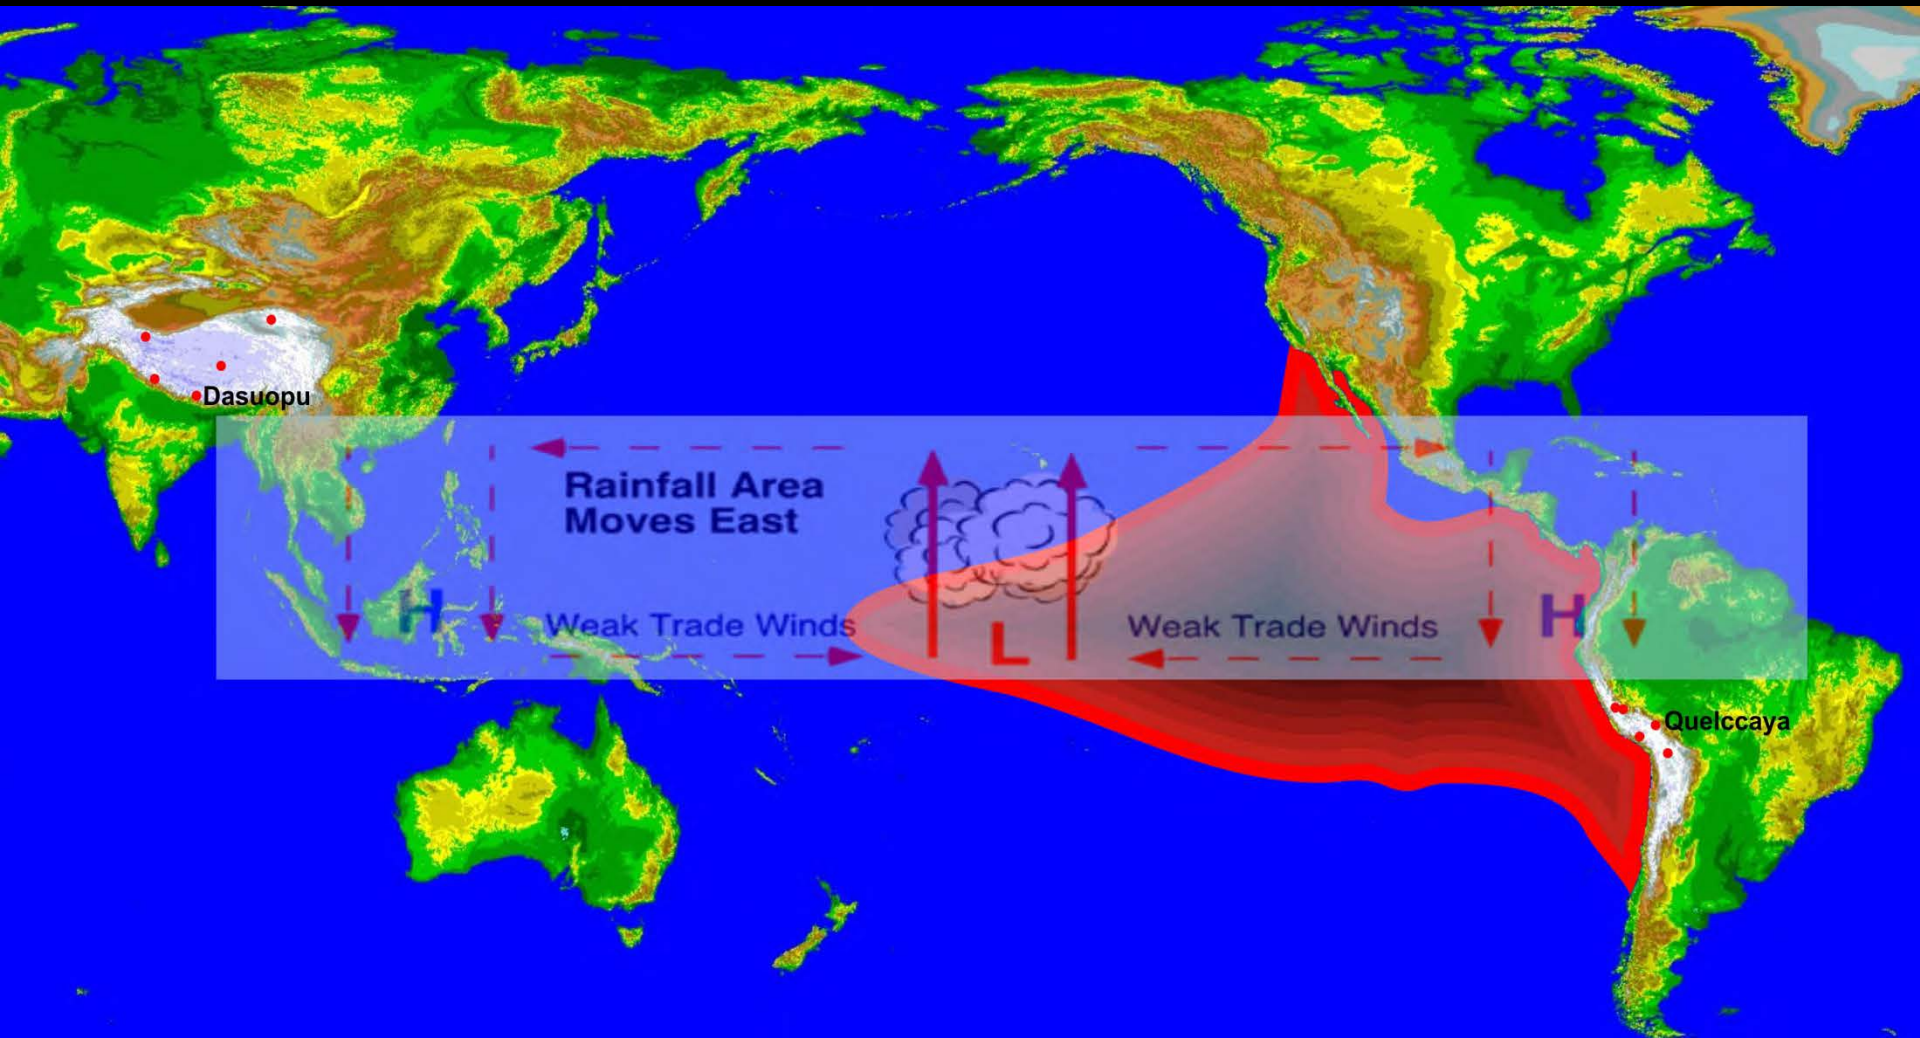 Dasuopu
Rainfall Area
Moves East
H
Weak Trade Winds
L
Weak Trade Winds
H
Quelccaya